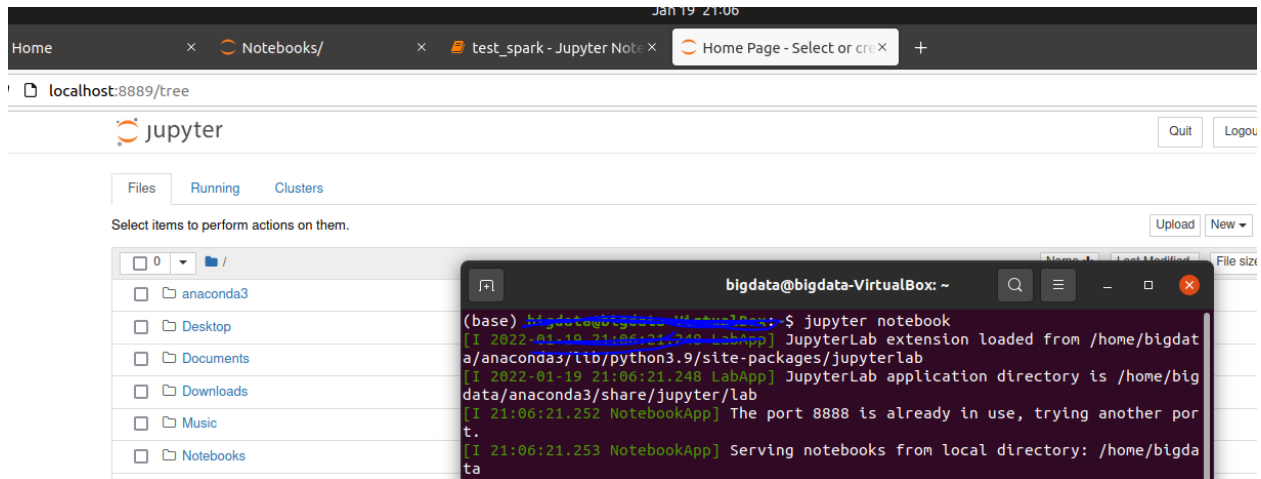 Jan 19 21:06
Home
Notebooks/
test_spark - Jupyter Note
Home Page - Select or cre
localhost:8889/tree
jupyter
Quit
Logou
Files
Running
Clusters
Select items to perform actions on them.
Upload
New
0
/
Name
Last Modified
File size
anaconda3
Desktop
Documents
Downloads
Music
Notebooks
bigdata@bigdata-VirtualBox: ~
(base) bigdata@bigdata-VirtualBox:~$ jupyter notebook
[I 2022-01-19 21:06:21.248 LabApp] JupyterLab extension loaded from /home/bigdat
a/anaconda3/lib/python3.9/site-packages/jupyterlab
[I 2022-01-19 21:06:21.248 LabApp] JupyterLab application directory is /home/big
data/anaconda3/share/jupyter/lab
[I 21:06:21.252 NotebookApp] The port 8888 is already in use, trying another por
t.
[I 21:06:21.253 NotebookApp] Serving notebooks from local directory: /home/bigda
ta